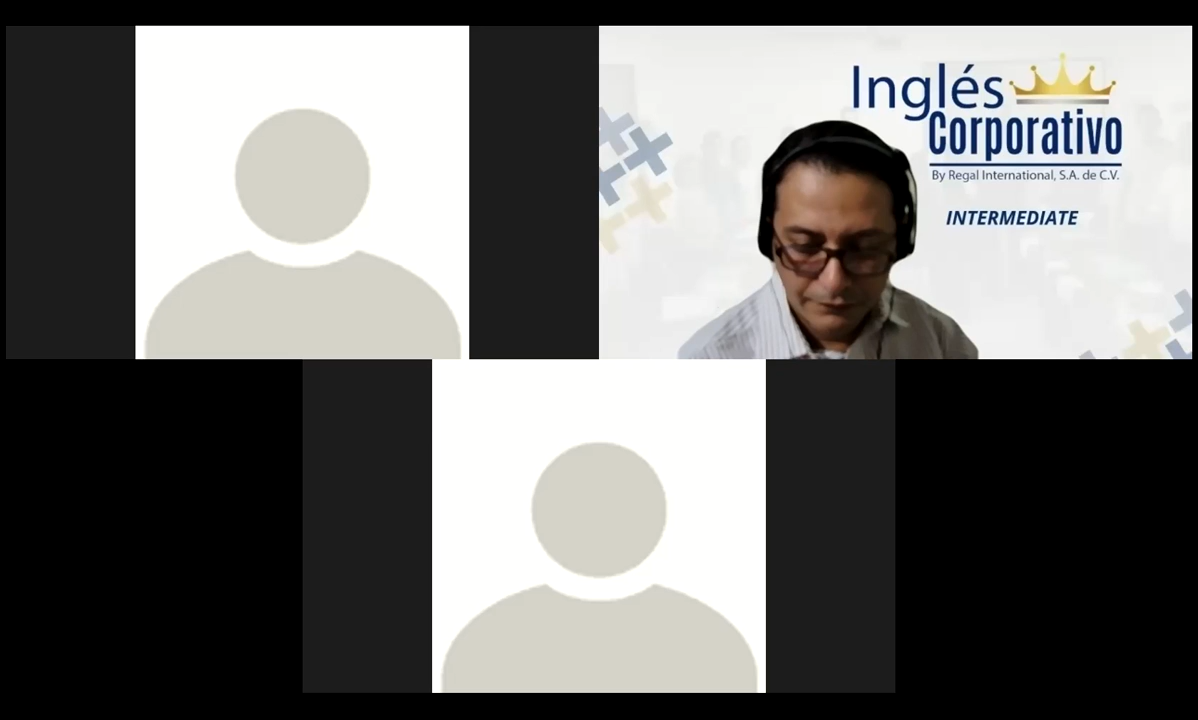 Inglés
Corporativo
By Regal International, S.A. de C.V.
INTERMEDIATE